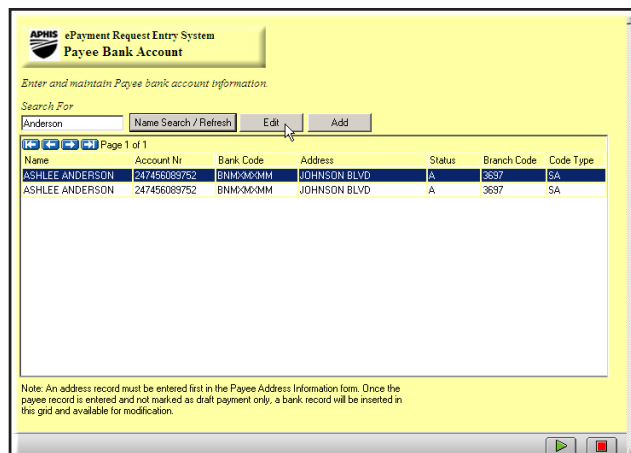 APHIS ePayment Request Entry System
Payee Bank Account
Enter and maintain Payee bank account information.
Search For
Anderson Name Search / Refresh Edit Add
Page 1 of 1
Name Account Nr Bank Code Address Status Branch Code Code Type
ASHLEE ANDERSON 247456089752 BNMXMXMM JOHNSON BLVD A 3697 SA
ASHLEE ANDERSON 247456089752 BNMXMXMM JOHNSON BLVD A 3697 SA
Note: An address record must be entered first in the Payee Address Information form. Once the
payee record is entered and not marked as draft payment only, a bank record will be inserted in
this grid and available for modification.